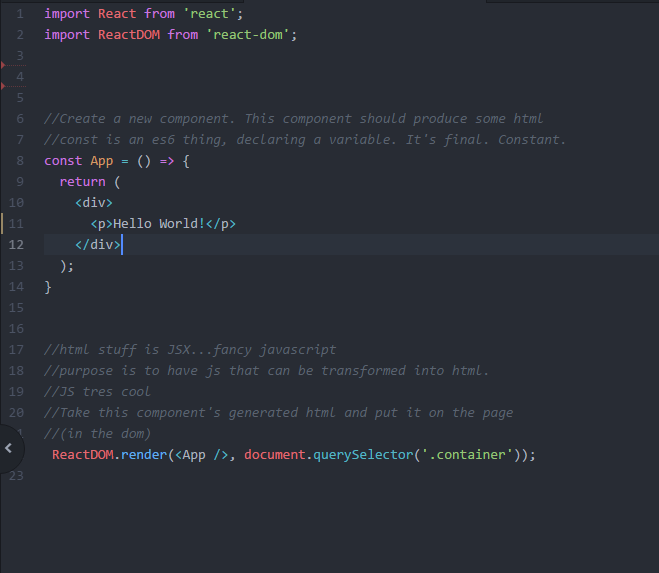 1 import React from 'react';
2 import ReactDOM from 'react-dom';
3
4
5
6 //Create a new component. This component should produce some html
7 //const is an es6 thing, declaring a variable. It's final. Constant.
8 const App = () => {
9 return (
10 <div>
11 <p>Hello World!</p>
12 </div>
13 );
14 }
15
16
17 //html stuff is JSX...fancy javascript
18 //purpose is to have js that can be transformed into html.
19 //JS tres cool
20 //Take this component's generated html and put it on the page
//(in the dom)
ReactDOM.render(<App />, document.querySelector('.container'));
23